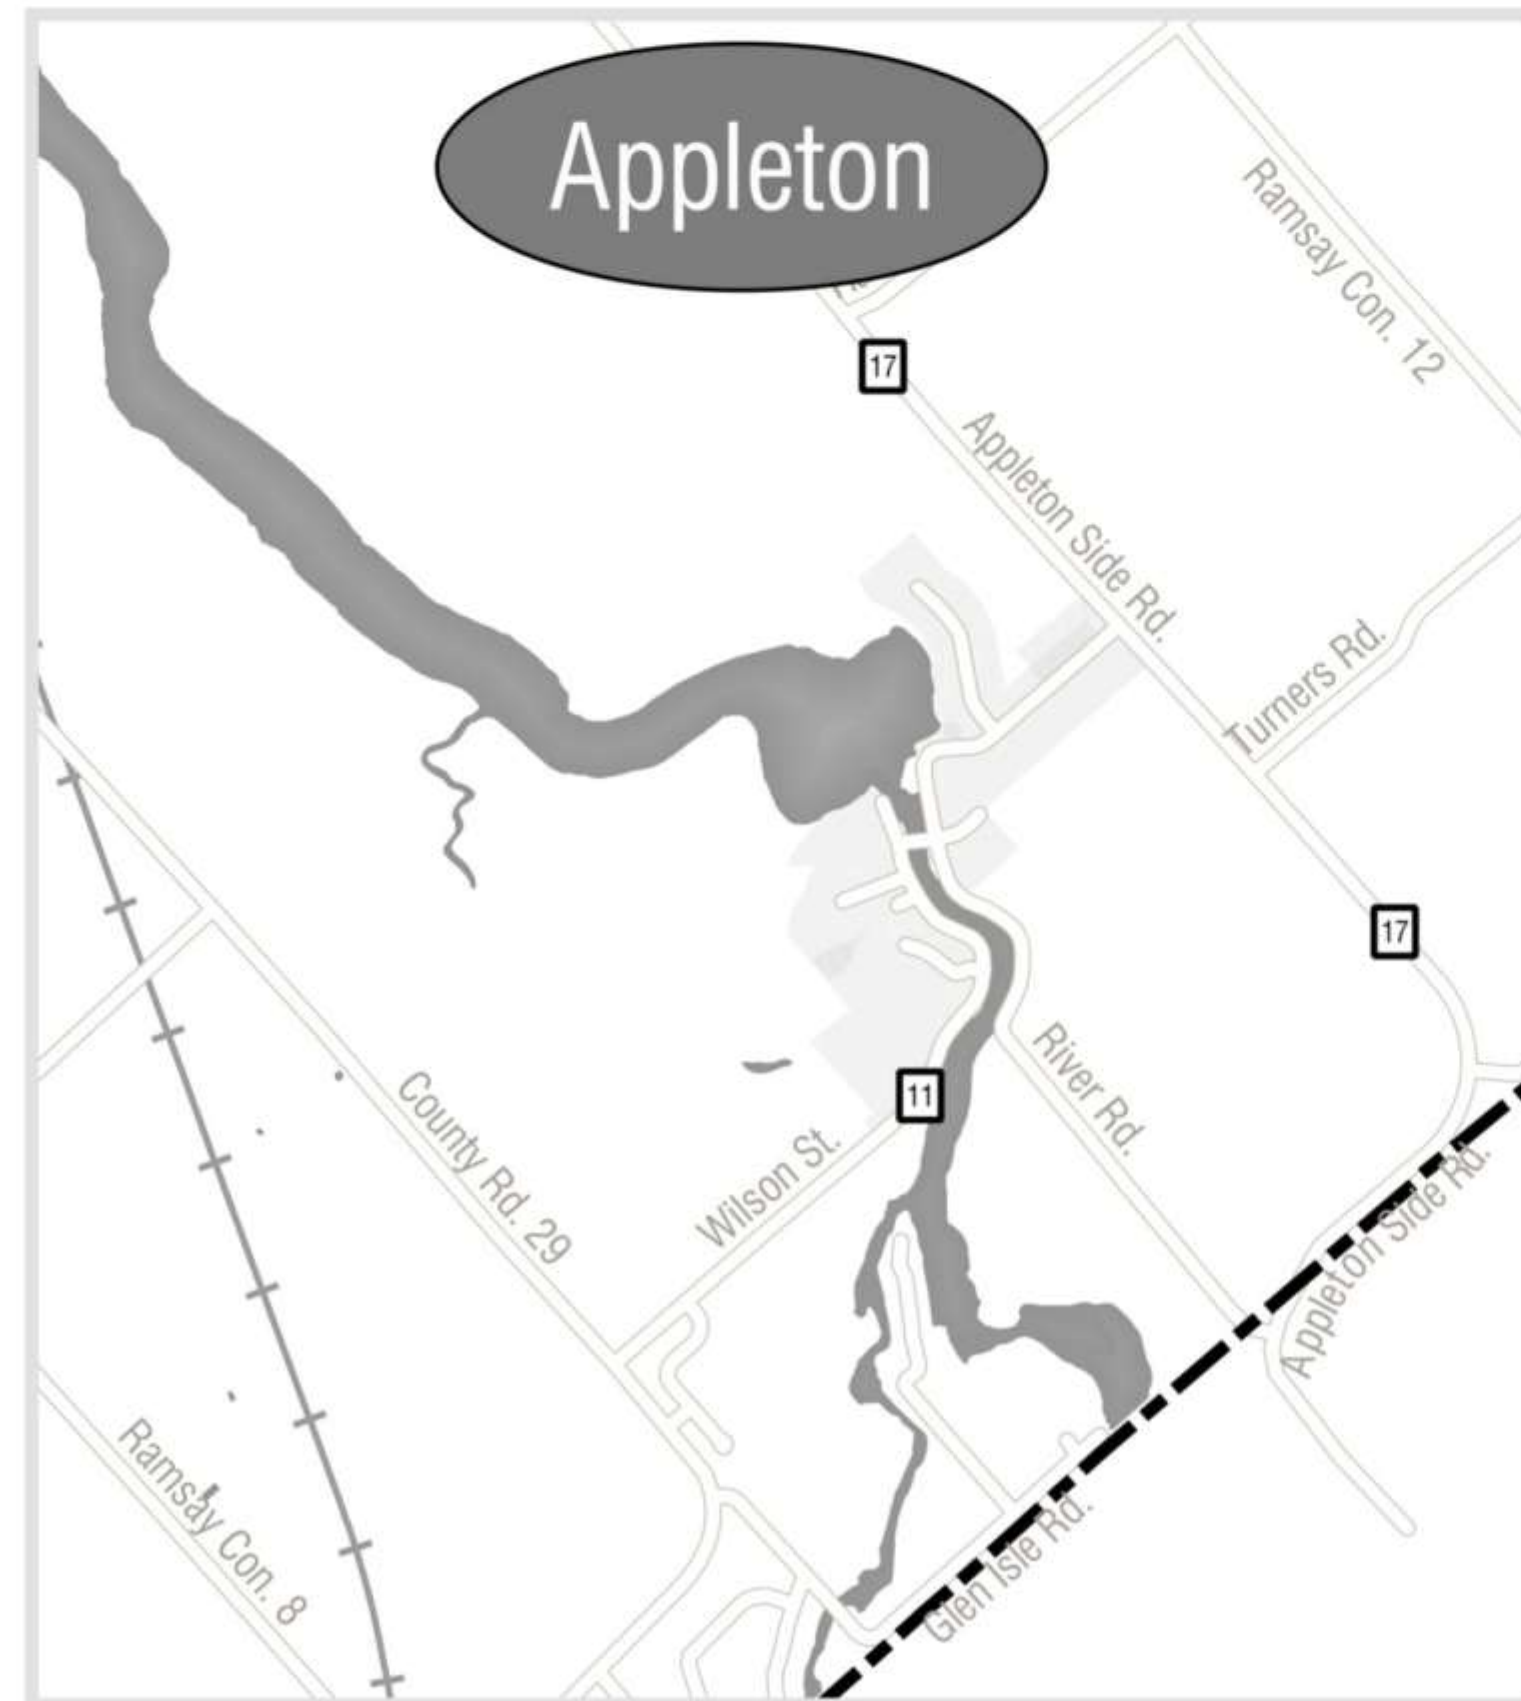 Appleton
Ramsay Con. 12
17
Appleton Side Rd.
Turners Rd.
17
River Rd.
11
County Rd. 29
Wilson St.
Appleton Side Rd.
Ramsay Con. 8
Glen Isle Rd.